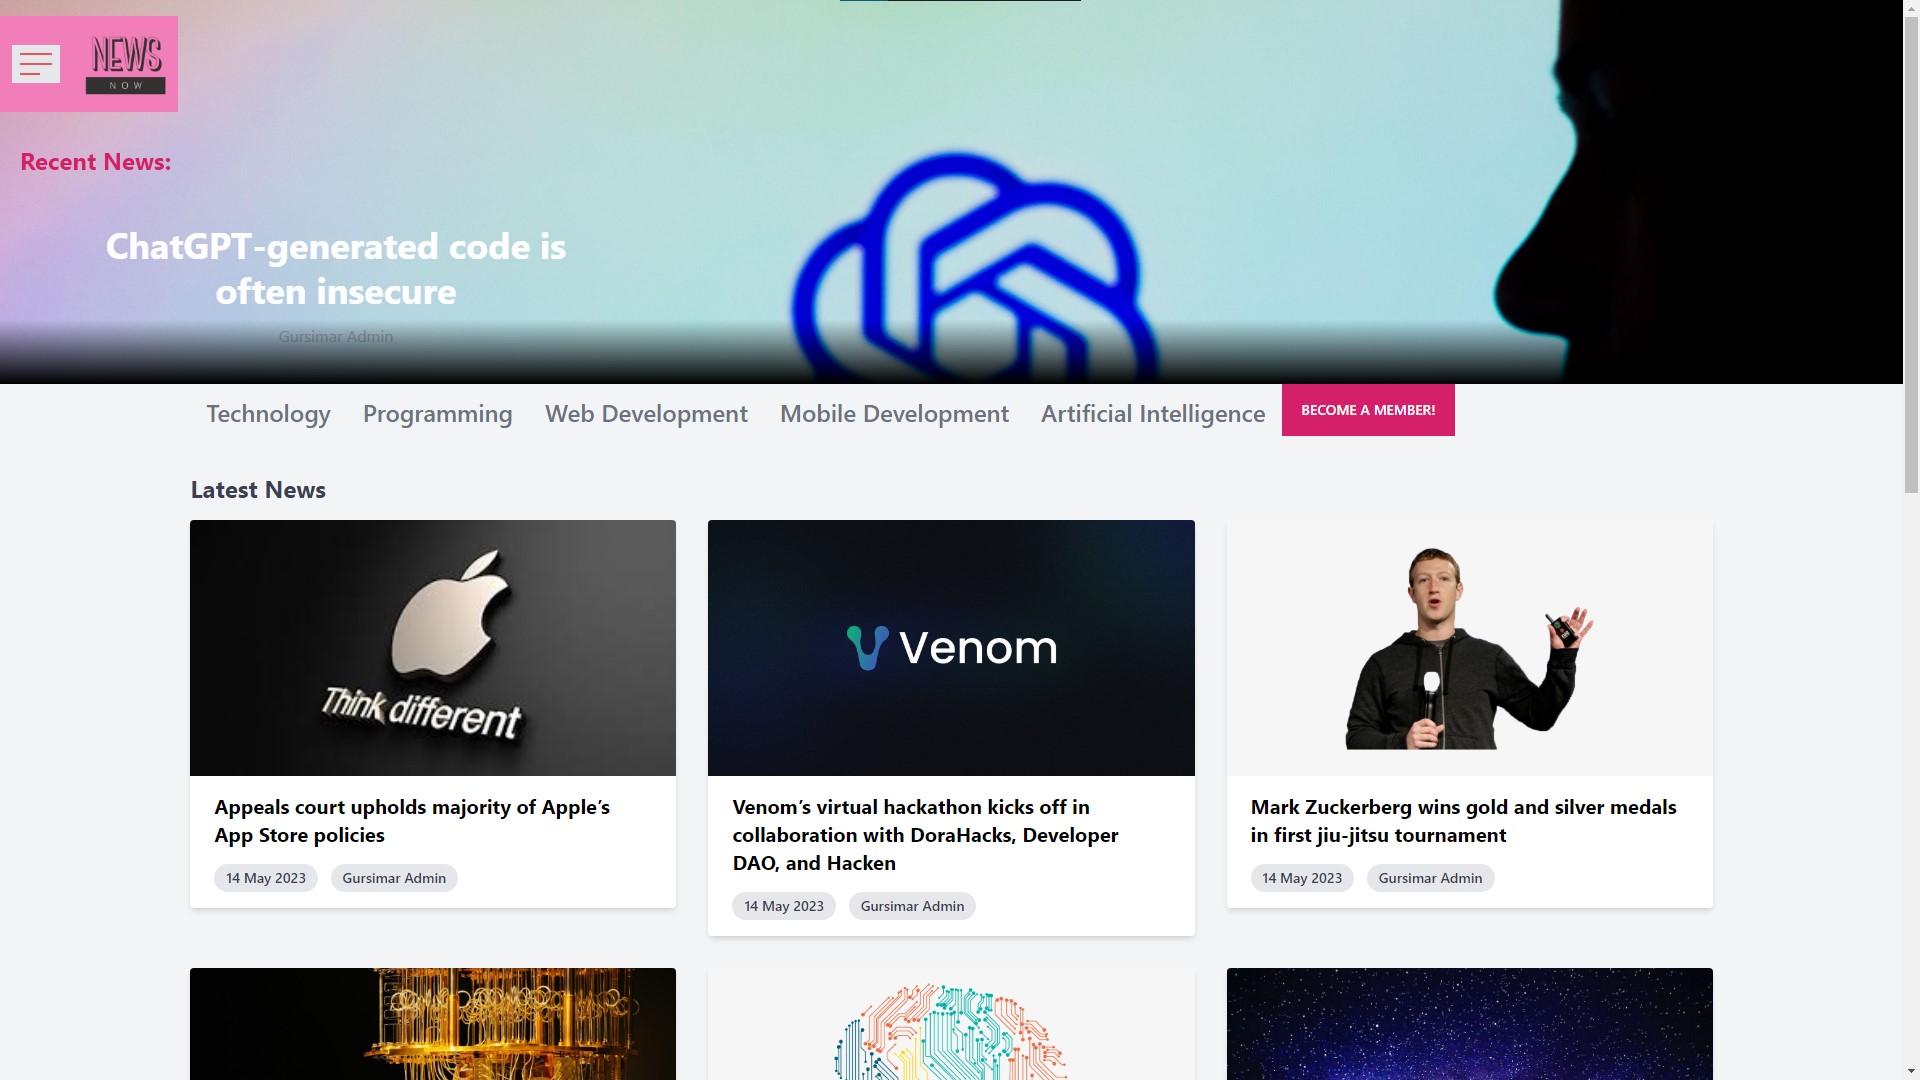 NEWS
NOW
Recent News:
ChatGPT-generated code is
often insecure
Gursimar Admin
Technology Programming Web Development Mobile Development Artificial Intelligence BECOME A MEMBER!
Latest News
Think different
Venom
Appeals court upholds majority of Apple’s
App Store policies
14 May 2023 Gursimar Admin
Venom’s virtual hackathon kicks off in
collaboration with DoraHacks, Developer
DAO, and Hacken
14 May 2023 Gursimar Admin
Mark Zuckerberg wins gold and silver medals
in first jiu-jitsu tournament
14 May 2023 Gursimar Admin